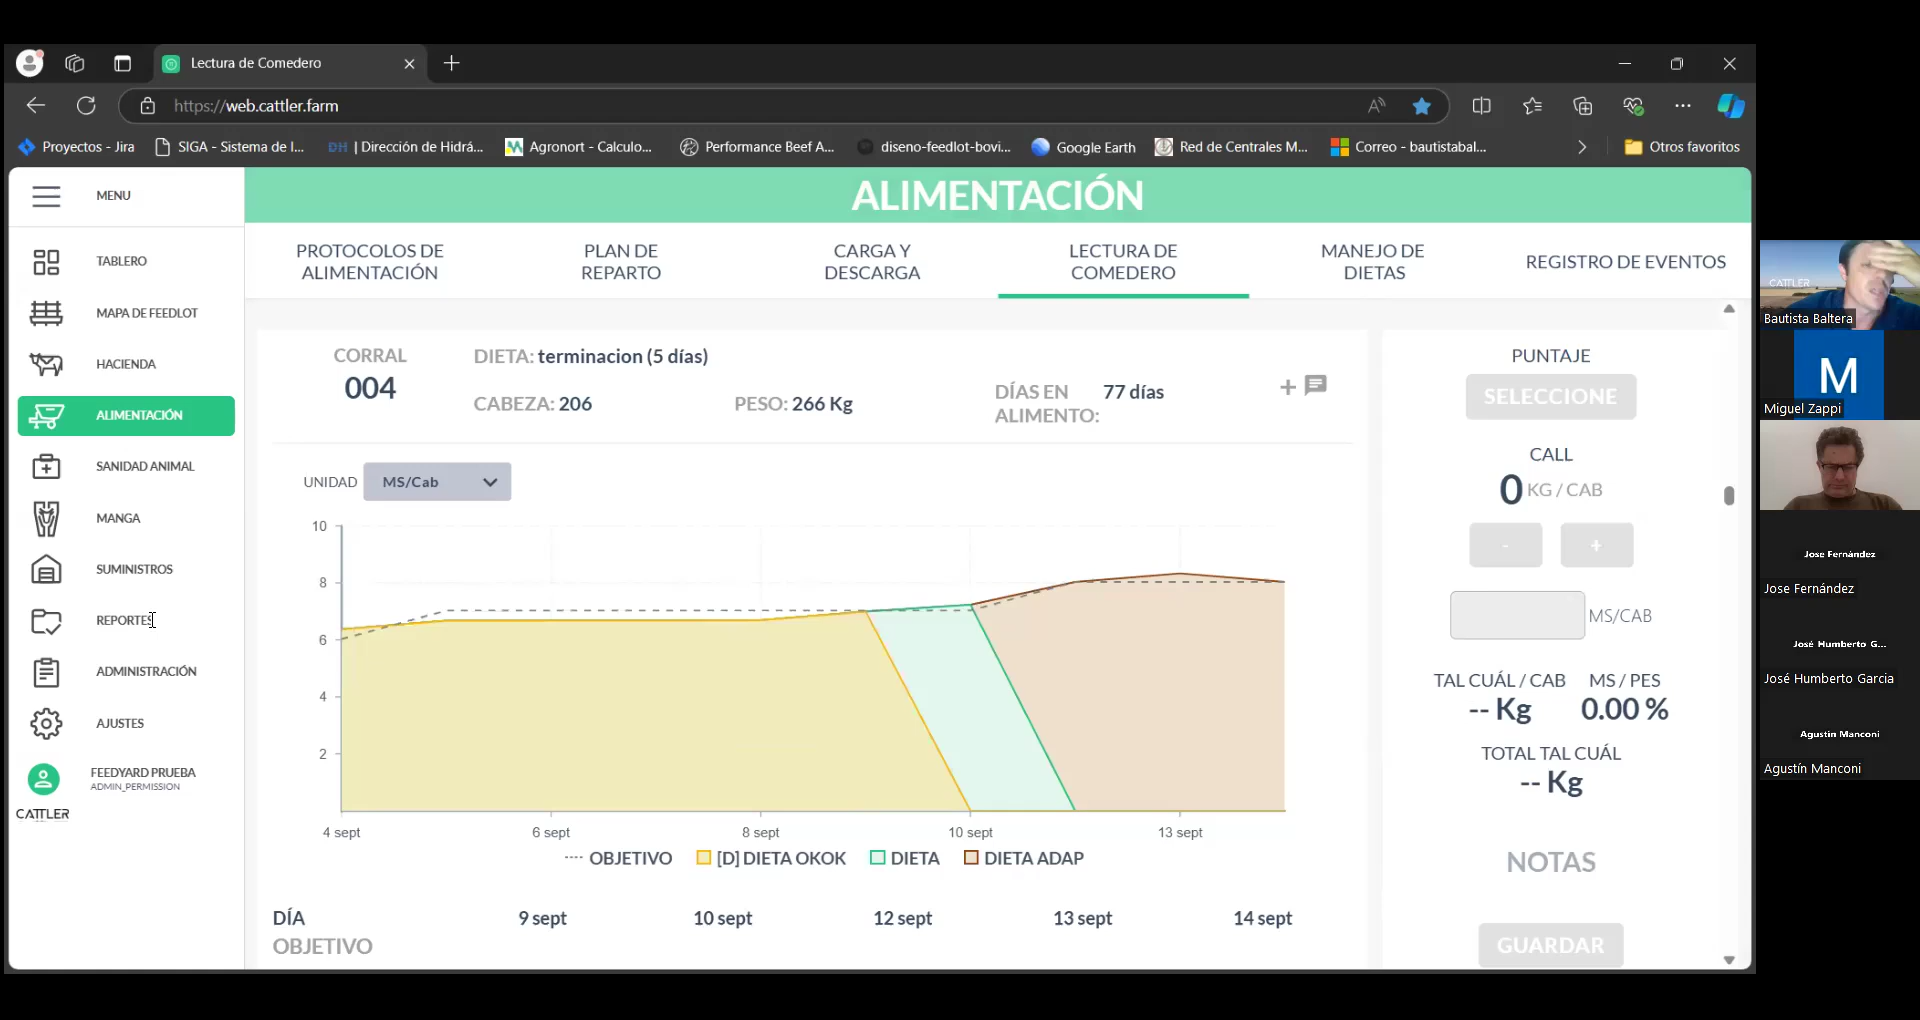 Lectura de Comedero
https://web.cattler.farm
Proyectos - Jira
SIGA - Sistema de I...
DH | Dirección de Hidrá...
Agronort - Calculo...
Performance Beef A...
diseno-feedlot-bovi...
Google Earth
Red de Centrales M...
Correo - bautistabal...
Otros favoritos
MENU
TABLERO
MAPA DE FEEDLOT
HACIENDA
ALIMENTACIÓN
SANIDAD ANIMAL
MANGA
SUMINISTROS
REPORTES
ADMINISTRACIÓN
AJUSTES
FEEDYARD PRUEBA
ADMIN_PERMISSION
CATTLER
ALIMENTACIÓN
PROTOCOLOS DE
ALIMENTACIÓN
PLAN DE
REPARTO
CARGA Y
DESCARGA
LECTURA DE
COMEDERO
MANEJO DE
DIETAS
REGISTRO DE EVENTOS
CORRAL
004
DIETA: terminacion (5 días)
CABEZA: 206
PESO: 266 Kg
DÍAS EN
ALIMENTO:
77 días
UNIDAD
MS/Cab
10
8
6
4
2
4 sept
6 sept
8 sept
10 sept
13 sept
OBJETIVO
[D] DIETA OKOK
DIETA
DIETA ADAP
DÍA
9 sept
10 sept
12 sept
13 sept
14 sept
OBJETIVO
PUNTAJE
SELECCIONE
CALL
0 KG / CAB
-
+
MS/CAB
TAL CUÁL / CAB
-- Kg
MS / PES
0.00 %
TOTAL TAL CUÁL
-- Kg
NOTAS
GUARDAR
CATTLER
Bautista Baltera
M
Miguel Zappi
Jose Fernández
Jose Fernández
José Humberto G...
José Humberto Garcia
Agustín Manconi
Agustín Manconi